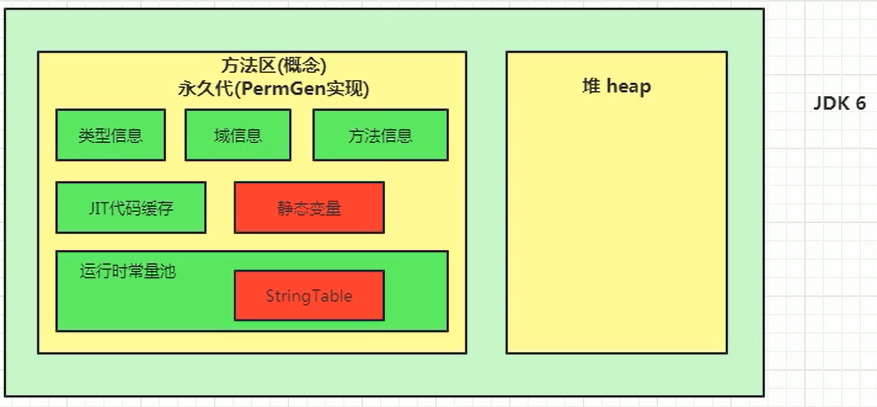 方法区(概念)
永久代(PermGen实现)
堆 heap
JDK 6
类型信息
域信息
方法信息
JIT代码缓存
静态变量
运行时常量池
StringTable